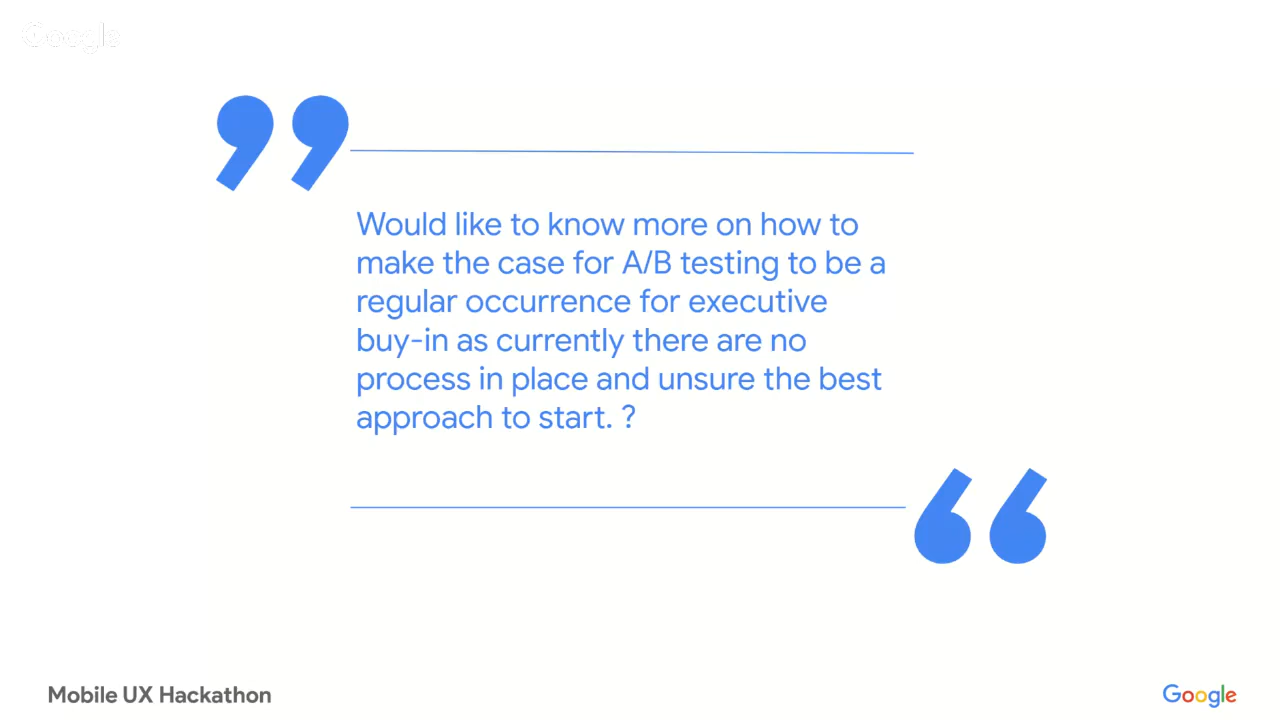 Google
Would like to know more on how to
make the case for A/B testing to be a
regular occurrence for executive
buy-in as currently there are no
process in place and unsure the best
approach to start. ?
Mobile UX Hackathon
Google